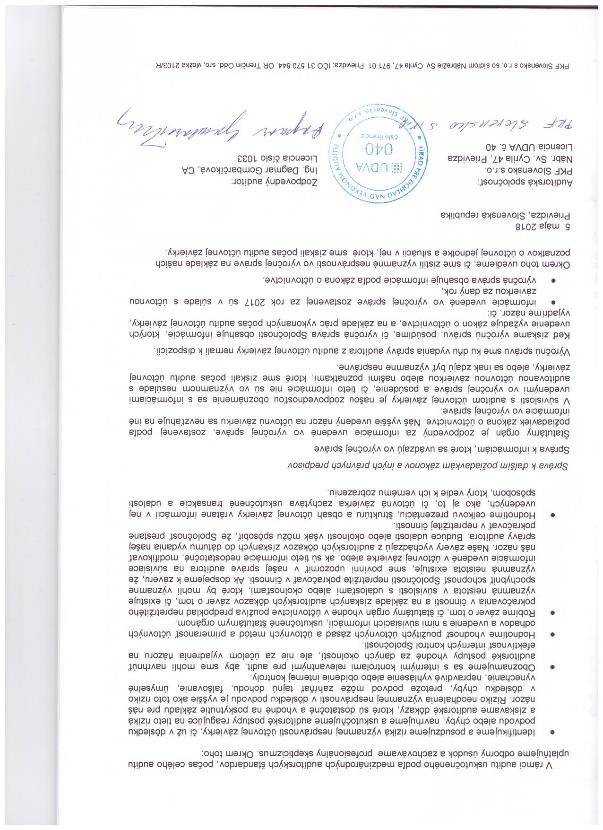 V rámci auditu uskutočneného podľa medzinárodných audítorských štandardov, počas celého auditu
uplatňujeme odborný úsudok a zachovávame profesionálny skepticizmus. Okrem toho:
• Identifikujeme a posudzujeme riziká významnej nesprávnosti účtovnej závierky, či už v dôsledku
podvodu alebo chyby, navrhujeme a uskutočňujeme audítorské postupy reagujúce na tieto riziká
a získavame audítorské dôkazy, ktoré sú dostatočné a vhodné na poskytnutie základu pre náš
názor. Riziko neodhalenia významnej nesprávnosti v dôsledku podvodu je vyššie ako toto riziko
v dôsledku chyby, pretože podvod môže zahŕňať tajnú dohodu, falšovanie, úmyselné
vynechanie, nepravdivé vyhlásenie alebo obídenie internej kontroly.
• Oboznamujeme sa s internými kontrolami relevantnými pre audit, aby sme mohli navrhnúť
audítorské postupy vhodné za daných okolností, ale nie za účelom vyjadrenia názoru na
efektívnosť interných kontrol Spoločnosti.
• Hodnotíme vhodnosť použitých účtovných zásad a účtovných metód a primeranosť účtovných
odhadov a uvedenie s nimi súvisiacich informácií, uskutočnené štatutárnym orgánom.
• Robíme záver o tom, či štatutárny orgán vhodne v účtovníctve používa predpoklad nepretržitého
pokračovania v činnosti a na základe získaných audítorských dôkazov záver o tom, či existuje
významná neistota v súvislosti s udalosťami alebo okolnosťami, ktoré by mohli významne
spochybniť schopnosť Spoločnosti nepretržite pokračovať v činnosti. Ak dospejeme k záveru, že
významná neistota existuje, sme povinní upozorniť v našej správe audítora na súvisiace
informácie uvedené v účtovnej závierke alebo, ak sú tieto informácie nedostatočné, modifikovať
náš názor. Naše závery vychádzajú z audítorských dôkazov získaných do dátumu vydania našej
správy audítora. Budúce udalosti alebo okolnosti však môžu spôsobiť, že Spoločnosť prestane
pokračovať v nepretržitej činnosti.
• Hodnotíme celkovú prezentáciu, štruktúru a obsah účtovnej závierky vrátane informácií v nej
uvedených, ako aj to, či účtovná závierka zachytáva uskutočnené transakcie a udalosti
spôsobom, ktorý vedie k ich vernému zobrazeniu.
Správa k ďalším požiadavkám zákonov a iných právnych predpisov
Správa k informáciám, ktoré sa uvádzajú vo výročnej správe
Štatutárny orgán je zodpovedný za informácie uvedené vo výročnej správe, zostavenej podľa
požiadaviek zákona o účtovníctve. Náš vyššie uvedený názor na účtovnú závierku sa nevzťahuje na iné
informácie vo výročnej správe.
V súvislosti s auditom účtovnej závierky je našou zodpovednosťou oboznámenie sa s informáciami
uvedenými vo výročnej správe a posúdenie, či tieto informácie nie sú vo významnom nesúlade s
auditovanou účtovnou závierkou alebo našimi poznatkami, ktoré sme získali počas auditu účtovnej
závierky, alebo sa inak zdajú byť významne nesprávne.
Výročnú správu sme ku dňu vydania správy audítora z auditu účtovnej závierky nemali k dispozícii.
Keď získame výročnú správu, posúdime, či výročná správa Spoločnosti obsahuje informácie, ktorých
uvedenie vyžaduje zákon o účtovníctve, a na základe prác vykonaných počas auditu účtovnej závierky,
vyjadríme názor, či:
• informácie uvedené vo výročnej správe zostavenej za rok 2017 sú v súlade s účtovnou
závierkou za daný rok,
• výročná správa obsahuje informácie podľa zákona o účtovníctve.
Okrem toho uvedieme, či sme zistili významné nesprávnosti vo výročnej správe na základe našich
poznatkov o účtovnej jednotke a situácii v nej, ktoré sme získali počas auditu účtovnej závierky.
5 mája 2018
Prievidza, Slovenská republika
Audítorská spoločnosť:
PKF Slovensko s.r.o.
Nábr. Sv. Cyrila 47, Prievidza
Licencia UDVA č. 40
Zodpovedný audítor:
Ing. Dagmar Gombarčíková, CA,
Licencia číslo 1033
ÚRAD PRE DOHĽAD NAD VÝKONOM AUDITU
UDVA
číslo licencie
040
PKF Slovensko s.r.o.
PKF Slovensko s.r.o.
PKF Slovensko s.r.o. so sídlom Nábrežie Sv Cyrila 47, 971 01 Prievidza; IČO 31 570 844, OR Trenčín Odd. sro, vložka 2103/R